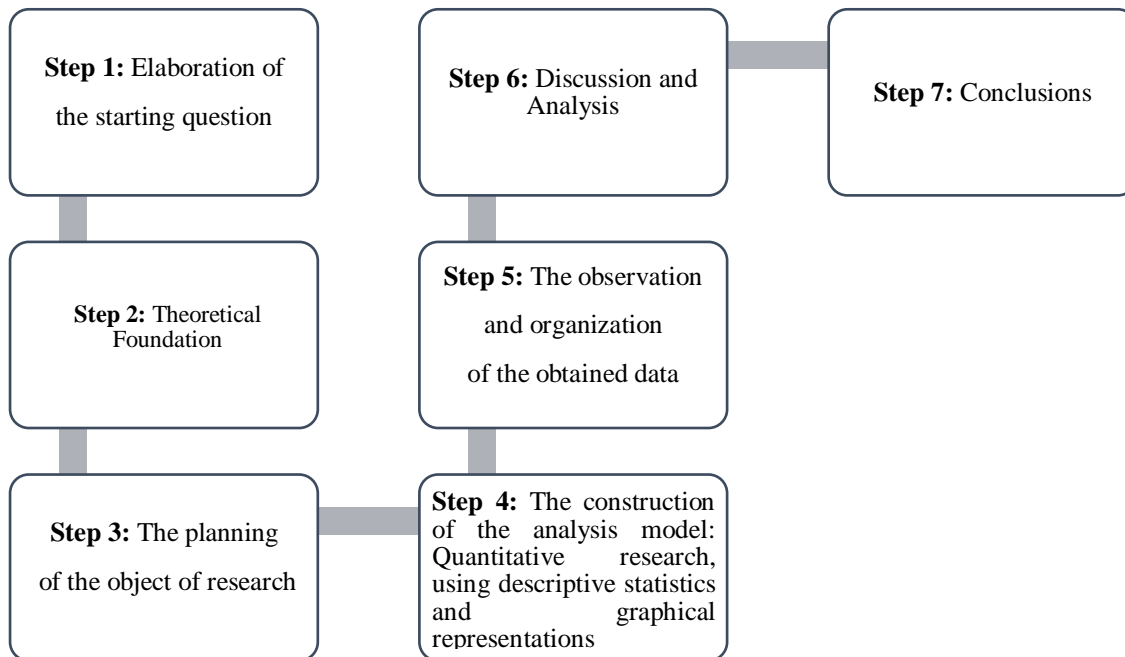 Step 1: Elaboration of
the starting question
Step 2: Theoretical
Foundation
Step 3: The planning
of the object of research
Step 4: The construction
of the analysis model:
Quantitative research,
using descriptive statistics
and graphical
representations
Step 5: The observation
and organization
of the obtained data
Step 6: Discussion and
Analysis
Step 7: Conclusions